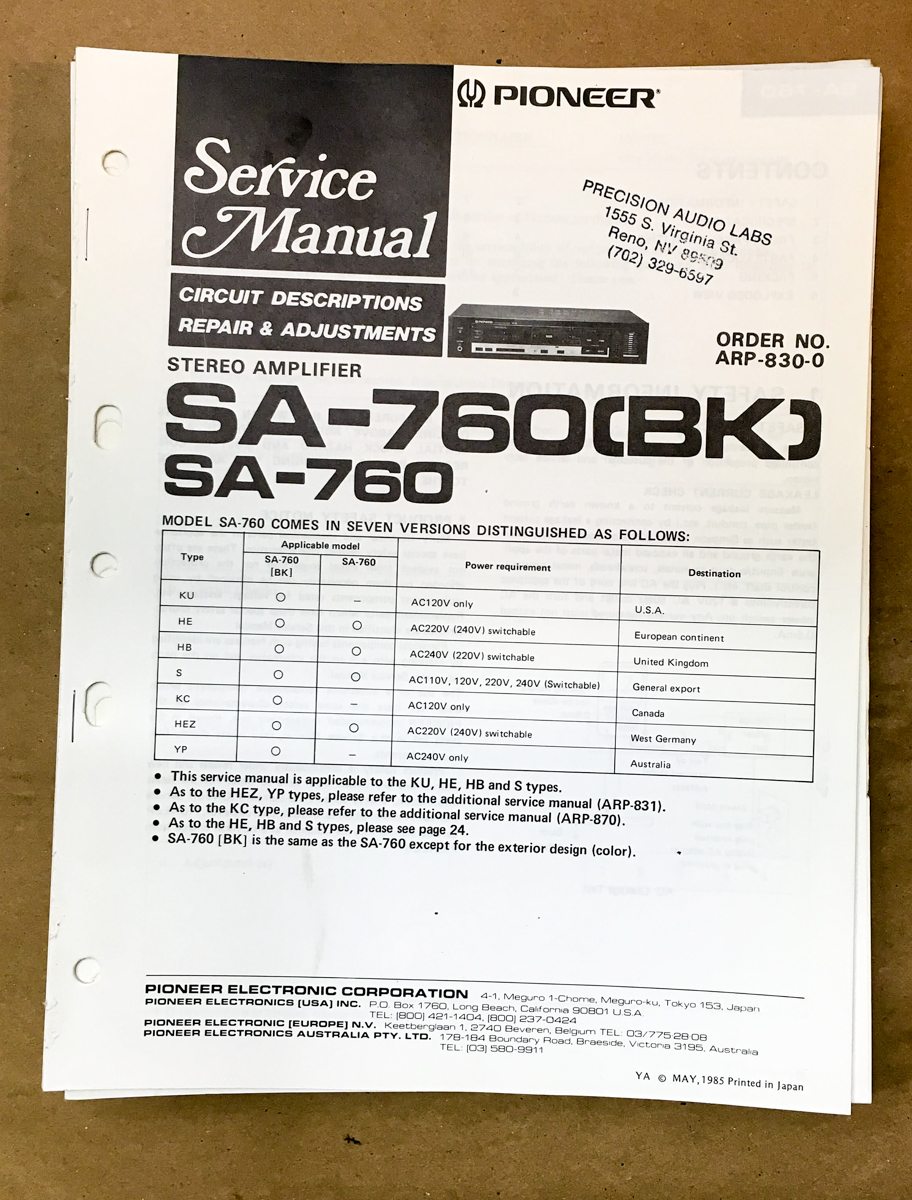 PIONEER®
Service
Manual
PRECISION AUDIO LABS
1555 S. Virginia St.
Reno, NV
(702) 329-6597
CIRCUIT DESCRIPTIONS
REPAIR & ADJUSTMENTS
PIONEER
ORDER NO.
ARP-830-0
STEREO AMPLIFIER
SA-760[BK]
SA-760
MODEL SA-760 COMES IN SEVEN VERSIONS DISTINGUISHED AS FOLLOWS:
Type Applicable model Power requirement Destination
SA-760 [BK] SA-760
KU ○ – AC120V only U.S.A.
HE ○ ○ AC220V (240V) switchable European continent
HB ○ ○ AC240V (220V) switchable United Kingdom
S ○ ○ AC110V, 120V, 220V, 240V (Switchable) General export
KC ○ – AC120V only Canada
HEZ ○ ○ AC220V (240V) switchable West Germany
YP ○ – AC240V only Australia
● This service manual is applicable to the KU, HE, HB and S types.
● As to the HEZ, YP types, please refer to the additional service manual (ARP-831).
● As to the KC type, please refer to the additional service manual (ARP-870).
● As to the HE, HB and S types, please see page 24.
● SA-760 [BK] is the same as the SA-760 except for the exterior design (color).
PIONEER ELECTRONIC CORPORATION 4-1, Meguro 1-Chome, Meguro-ku, Tokyo 153, Japan
PIONEER ELECTRONICS [USA] INC. P.O. Box 1760, Long Beach, California 90801 U.S.A.
TEL: [800] 421-1404, [800] 237-0424
PIONEER ELECTRONIC [EUROPE] N.V. Keetberglaan 1, 2740 Beveren, Belgium TEL: 03/775·28·08
PIONEER ELECTRONICS AUSTRALIA PTY. LTD. 178-184 Boundary Road, Braeside, Victoria 3195, Australia
TEL: [03] 580-9911
YA © MAY, 1985 Printed in Japan